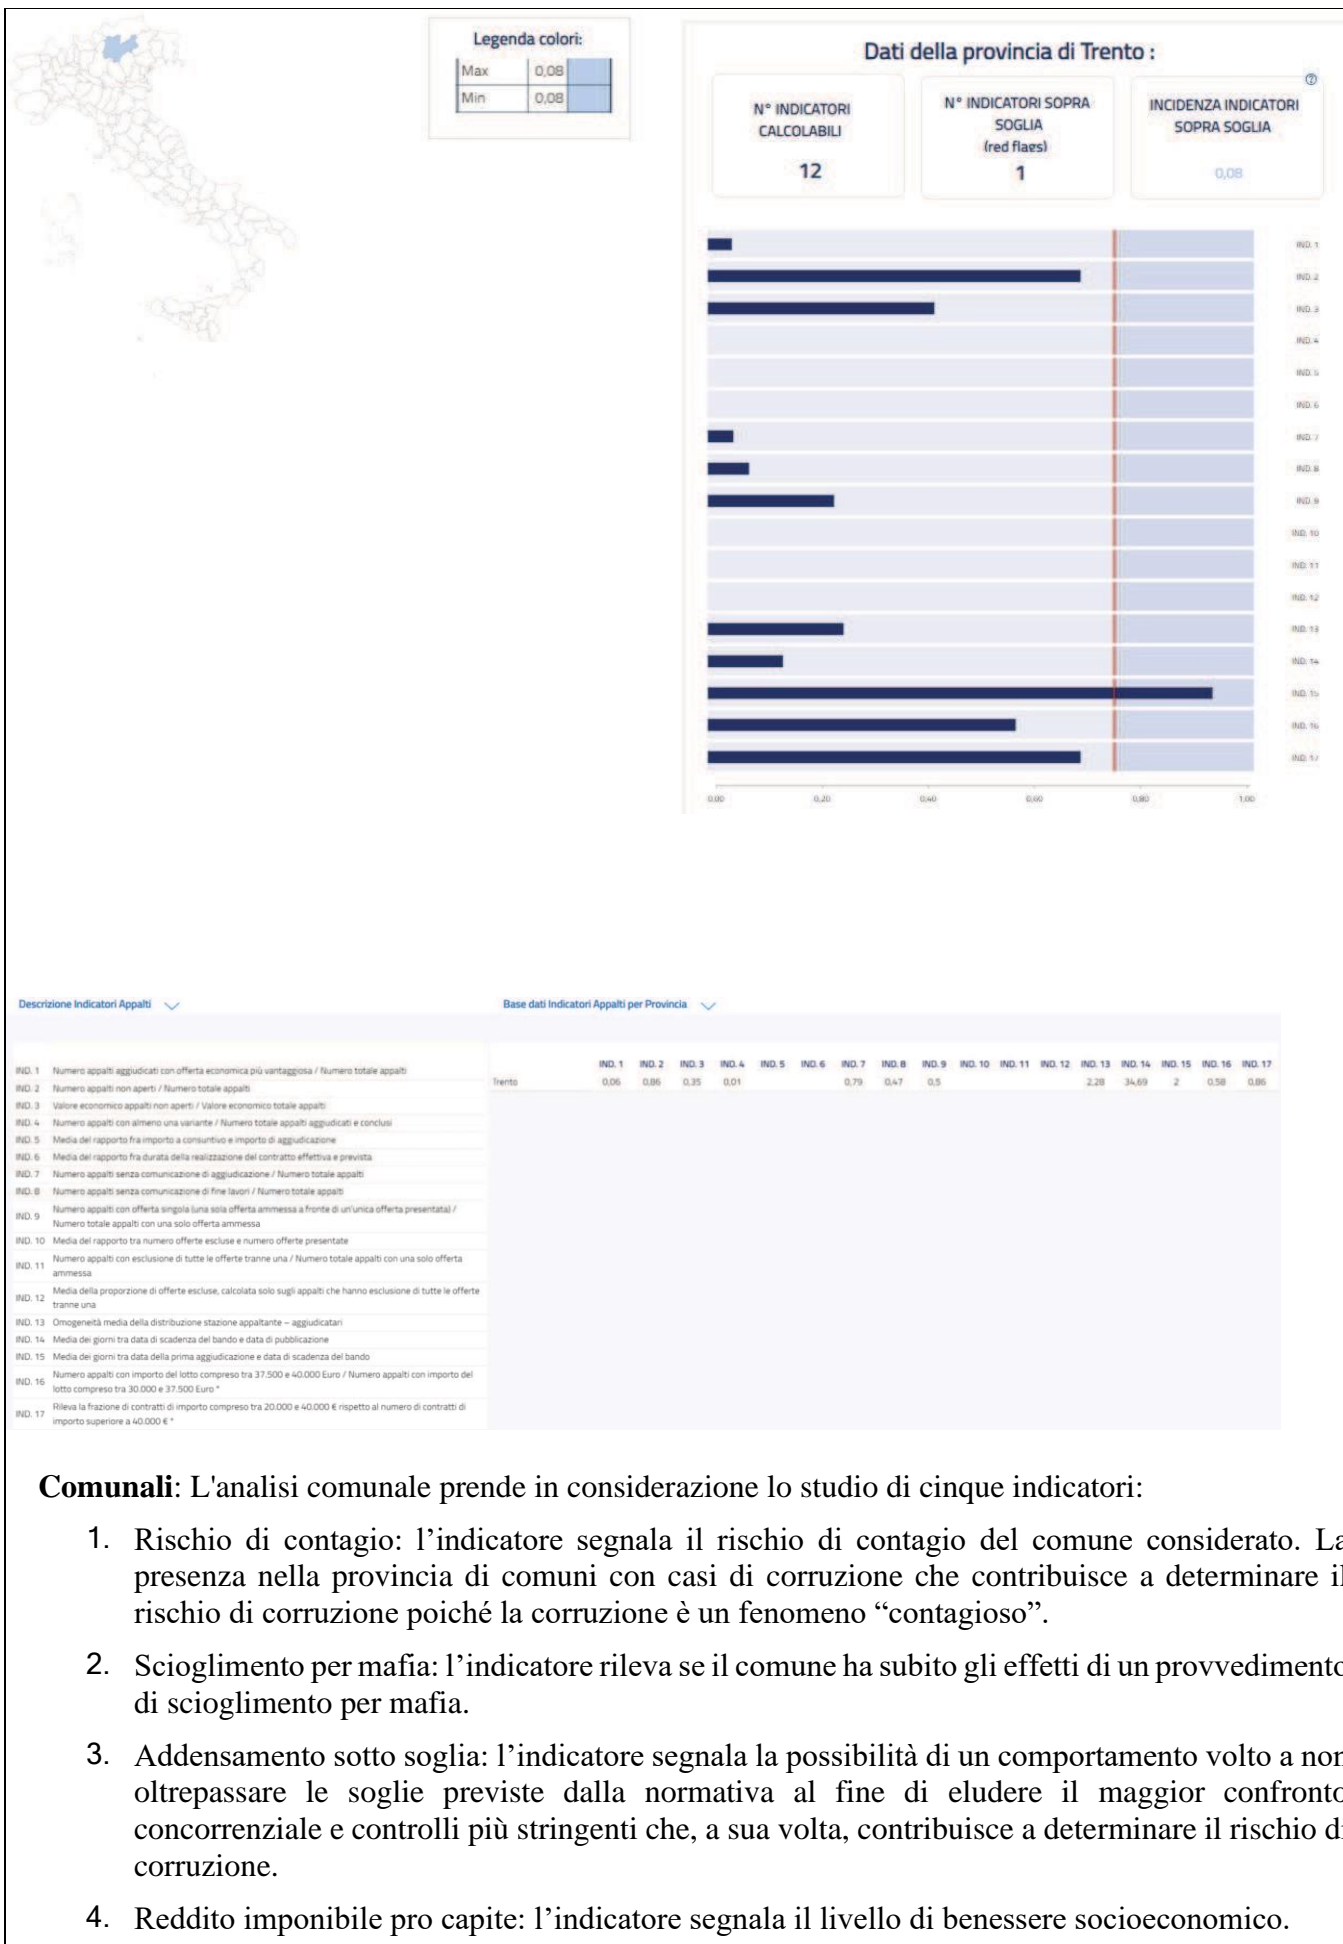 Legenda colori:
Max 0,08
Min 0,08
Dati della provincia di Trento :
N° INDICATORI
CALCOLABILI
12
N° INDICATORI SOPRA
SOGLIA
(red flags)
1
INCIDENZA INDICATORI
SOPRA SOGLIA
0,08
IND. 1
IND. 2
IND. 3
IND. 4
IND. 5
IND. 6
IND. 7
IND. 8
IND. 9
IND. 10
IND. 11
IND. 12
IND. 13
IND. 14
IND. 15
IND. 16
IND. 17
0,00 0,20 0,40 0,60 0,80 1,00
Descrizione Indicatori Appalti
IND. 1 Numero appalti aggiudicati con offerta economica più vantaggiosa / Numero totale appalti
IND. 2 Numero appalti non aperti / Numero totale appalti
IND. 3 Valore economico appalti non aperti / Valore economico totale appalti
IND. 4 Numero appalti con almeno una variante / Numero totale appalti aggiudicati e conclusi
IND. 5 Media del rapporto fra importo a consuntivo e importo di aggiudicazione
IND. 6 Media del rapporto fra durata della realizzazione del contratto effettiva e prevista
IND. 7 Numero appalti senza comunicazione di aggiudicazione / Numero totale appalti
IND. 8 Numero appalti senza comunicazione di fine lavori / Numero totale appalti
IND. 9 Numero appalti con offerta singola (una sola offerta ammessa a fronte di un'unica offerta presentata) /
Numero totale appalti con una solo offerta ammessa
IND. 10 Media del rapporto tra numero offerte escluse e numero offerte presentate
IND. 11 Numero appalti con esclusione di tutte le offerte tranne una / Numero totale appalti con una solo offerta
ammessa
IND. 12 Media della proporzione di offerte escluse, calcolata solo sugli appalti che hanno esclusione di tutte le offerte
tranne una
IND. 13 Omogeneità media della distribuzione stazione appaltante – aggiudicatari
IND. 14 Media dei giorni tra data di scadenza del bando e data di pubblicazione
IND. 15 Media dei giorni tra data della prima aggiudicazione e data di scadenza del bando
IND. 16 Numero appalti con importo del lotto compreso tra 37.500 e 40.000 Euro / Numero appalti con importo del
lotto compreso tra 30.000 e 37.500 Euro *
IND. 17 Rileva la frazione di contratti di importo compreso tra 20.000 e 40.000 € rispetto al numero di contratti di
importo superiore a 40.000 € *
Base dati Indicatori Appalti per Provincia
IND. 1 IND. 2 IND. 3 IND. 4 IND. 5 IND. 6 IND. 7 IND. 8 IND. 9 IND. 10 IND. 11 IND. 12 IND. 13 IND. 14 IND. 15 IND. 16 IND. 17
Trento 0,06 0,86 0,35 0,01 0,79 0,47 0,5 2,28 34,69 2 0,58 0,86
Comunali: L'analisi comunale prende in considerazione lo studio di cinque indicatori:
1. Rischio di contagio: l’indicatore segnala il rischio di contagio del comune considerato. La
presenza nella provincia di comuni con casi di corruzione che contribuisce a determinare il
rischio di corruzione poiché la corruzione è un fenomeno “contagioso”.
2. Scioglimento per mafia: l’indicatore rileva se il comune ha subito gli effetti di un provvedimento
di scioglimento per mafia.
3. Addensamento sotto soglia: l’indicatore segnala la possibilità di un comportamento volto a non
oltrepassare le soglie previste dalla normativa al fine di eludere il maggior confronto
concorrenziale e controlli più stringenti che, a sua volta, contribuisce a determinare il rischio di
corruzione.
4. Reddito imponibile pro capite: l’indicatore segnala il livello di benessere socioeconomico.